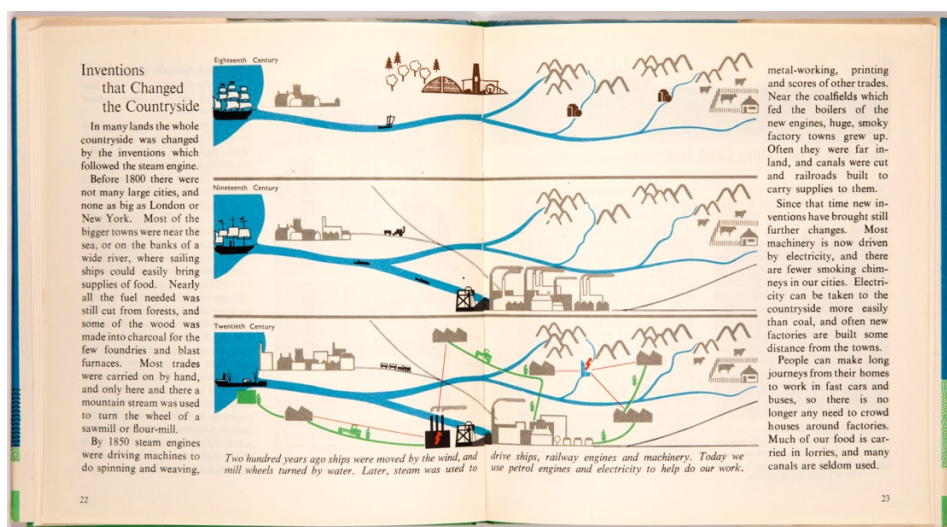 Inventions
that Changed
the Countryside
In many lands the whole
countryside was changed
by the inventions which
followed the steam engine.
Before 1800 there were
not many large cities, and
none as big as London or
New York. Most of the
bigger towns were near the
sea, or on the banks of a
wide river, where sailing
ships could easily bring
supplies of food. Nearly
all the fuel needed was
still cut from forests, and
some of the wood was
made into charcoal for the
few foundries and blast
furnaces. Most trades
were carried on by hand,
and only here and there a
mountain stream was used
to turn the wheel of a
sawmill or flour-mill.
By 1850 steam engines
were driving machines to
do spinning and weaving,
Eighteenth Century
Nineteenth Century
Twentieth Century
Two hundred years ago ships were moved by the wind, and
mill wheels turned by water. Later, steam was used to
22
drive ships, railway engines and machinery. Today we
use petrol engines and electricity to help do our work.
metal-working, printing
and scores of other trades.
Near the coalfields which
fed the boilers of the
new engines, huge, smoky
factory towns grew up.
Often they were far in-
land, and canals were cut
and railroads built to
carry supplies to them.
Since that time new in-
ventions have brought still
further changes. Most
machinery is now driven
by electricity, and there
are fewer smoking chim-
neys in our cities. Electri-
city can be taken to the
countryside more easily
than coal, and often new
factories are built some
distance from the towns.
People can make long
journeys from their homes
to work in fast cars and
buses, so there is no
longer any need to crowd
houses around factories.
Much of our food is car-
ried in lorries, and many
canals are seldom used.
23